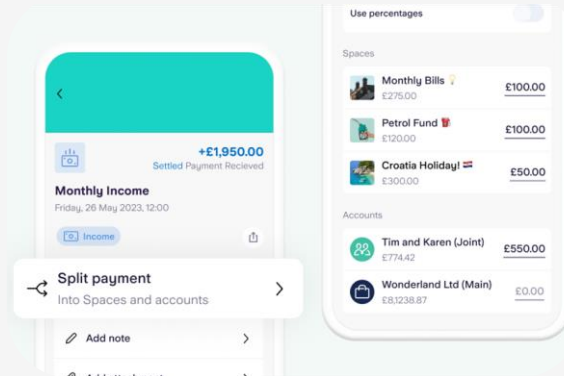 +£1,950.00
Settled Payment Recieved
Monthly Income
Friday, 26 May 2023, 12:00
Income
Split payment
Into Spaces and accounts
Add note
Use percentages
Spaces
Monthly Bills 💡 £100.00
£275.00
Petrol Fund ⛽ £100.00
£120.00
Croatia Holiday! 🇭🇷 £50.00
£300.00
Accounts
Tim and Karen (Joint) £550.00
£774.42
Wonderland Ltd (Main) £0.00
£8,1238.87